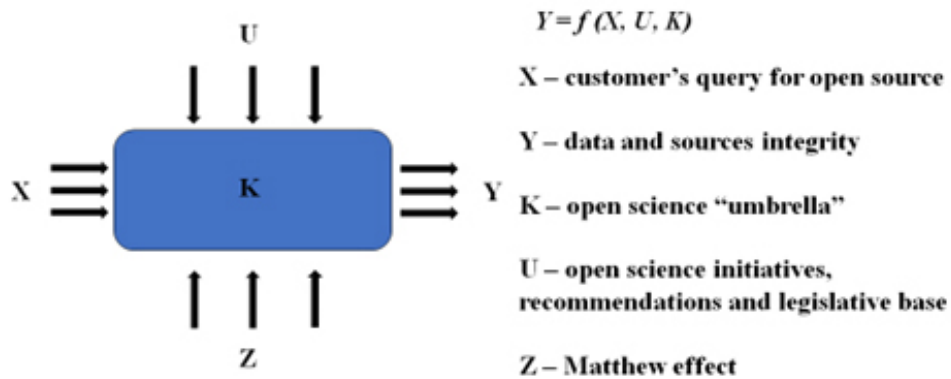 U
X
K
Y
Z
Y = f (X, U, K)
X – customer's query for open source
Y – data and sources integrity
K – open science “umbrella”
U – open science initiatives,
recommendations and legislative base
Z – Matthew effect